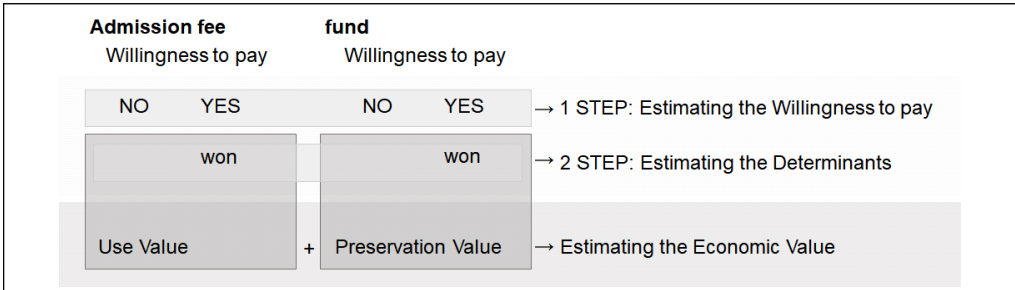 Admission fee fund
Willingness to pay Willingness to pay
NO YES NO YES → 1 STEP: Estimating the Willingness to pay
won won → 2 STEP: Estimating the Determinants
Use Value + Preservation Value → Estimating the Economic Value